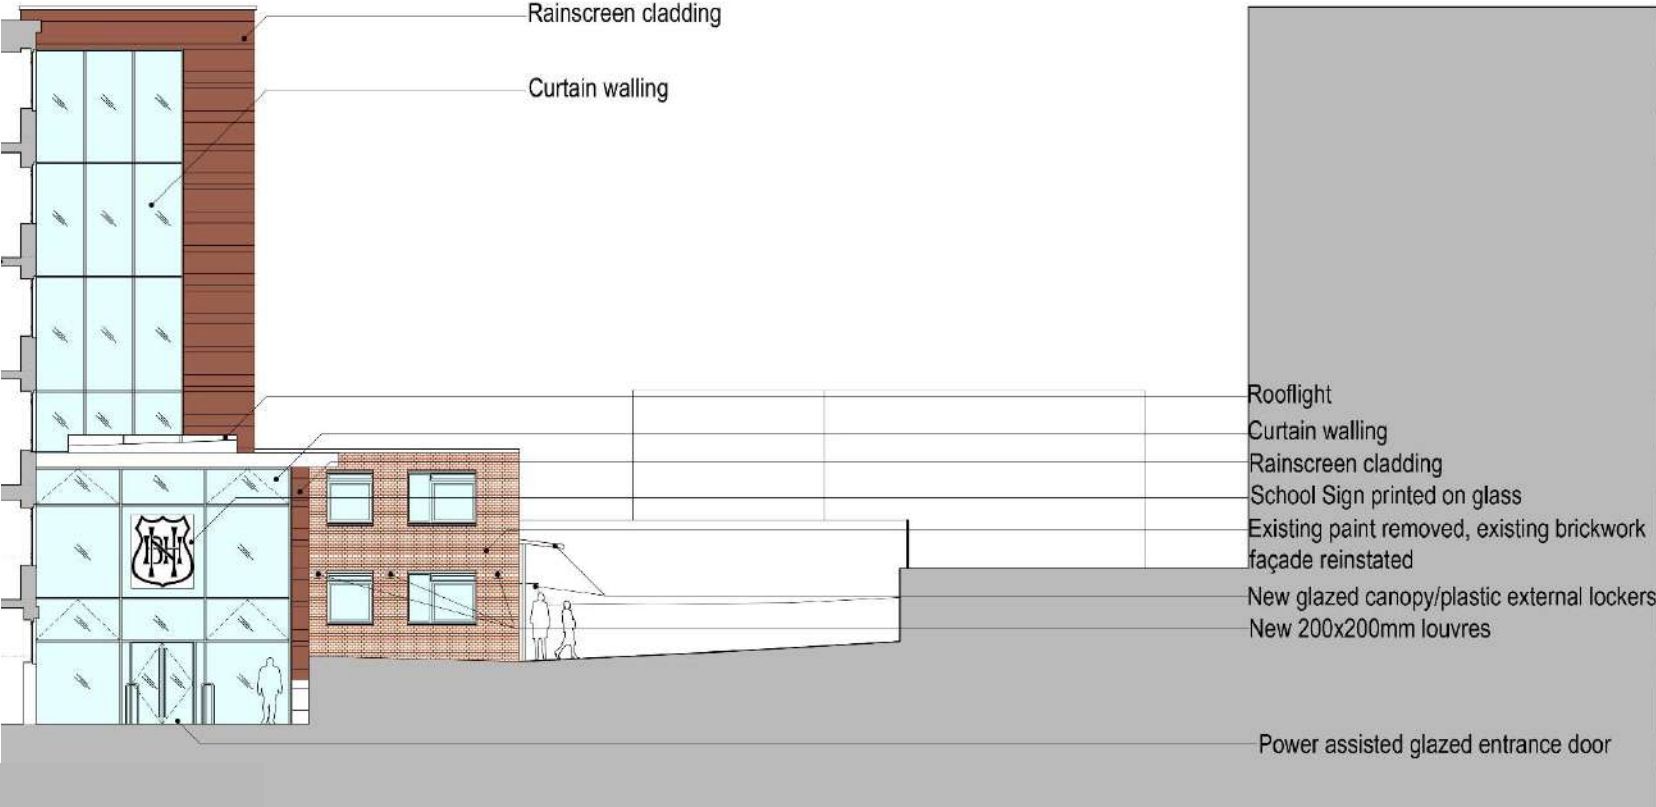 Rainscreen cladding
Curtain walling
Rooflight
Curtain walling
Rainscreen cladding
School Sign printed on glass
Existing paint removed, existing brickwork
façade reinstated
New glazed canopy/plastic external lockers
New 200x200mm louvres
Power assisted glazed entrance door